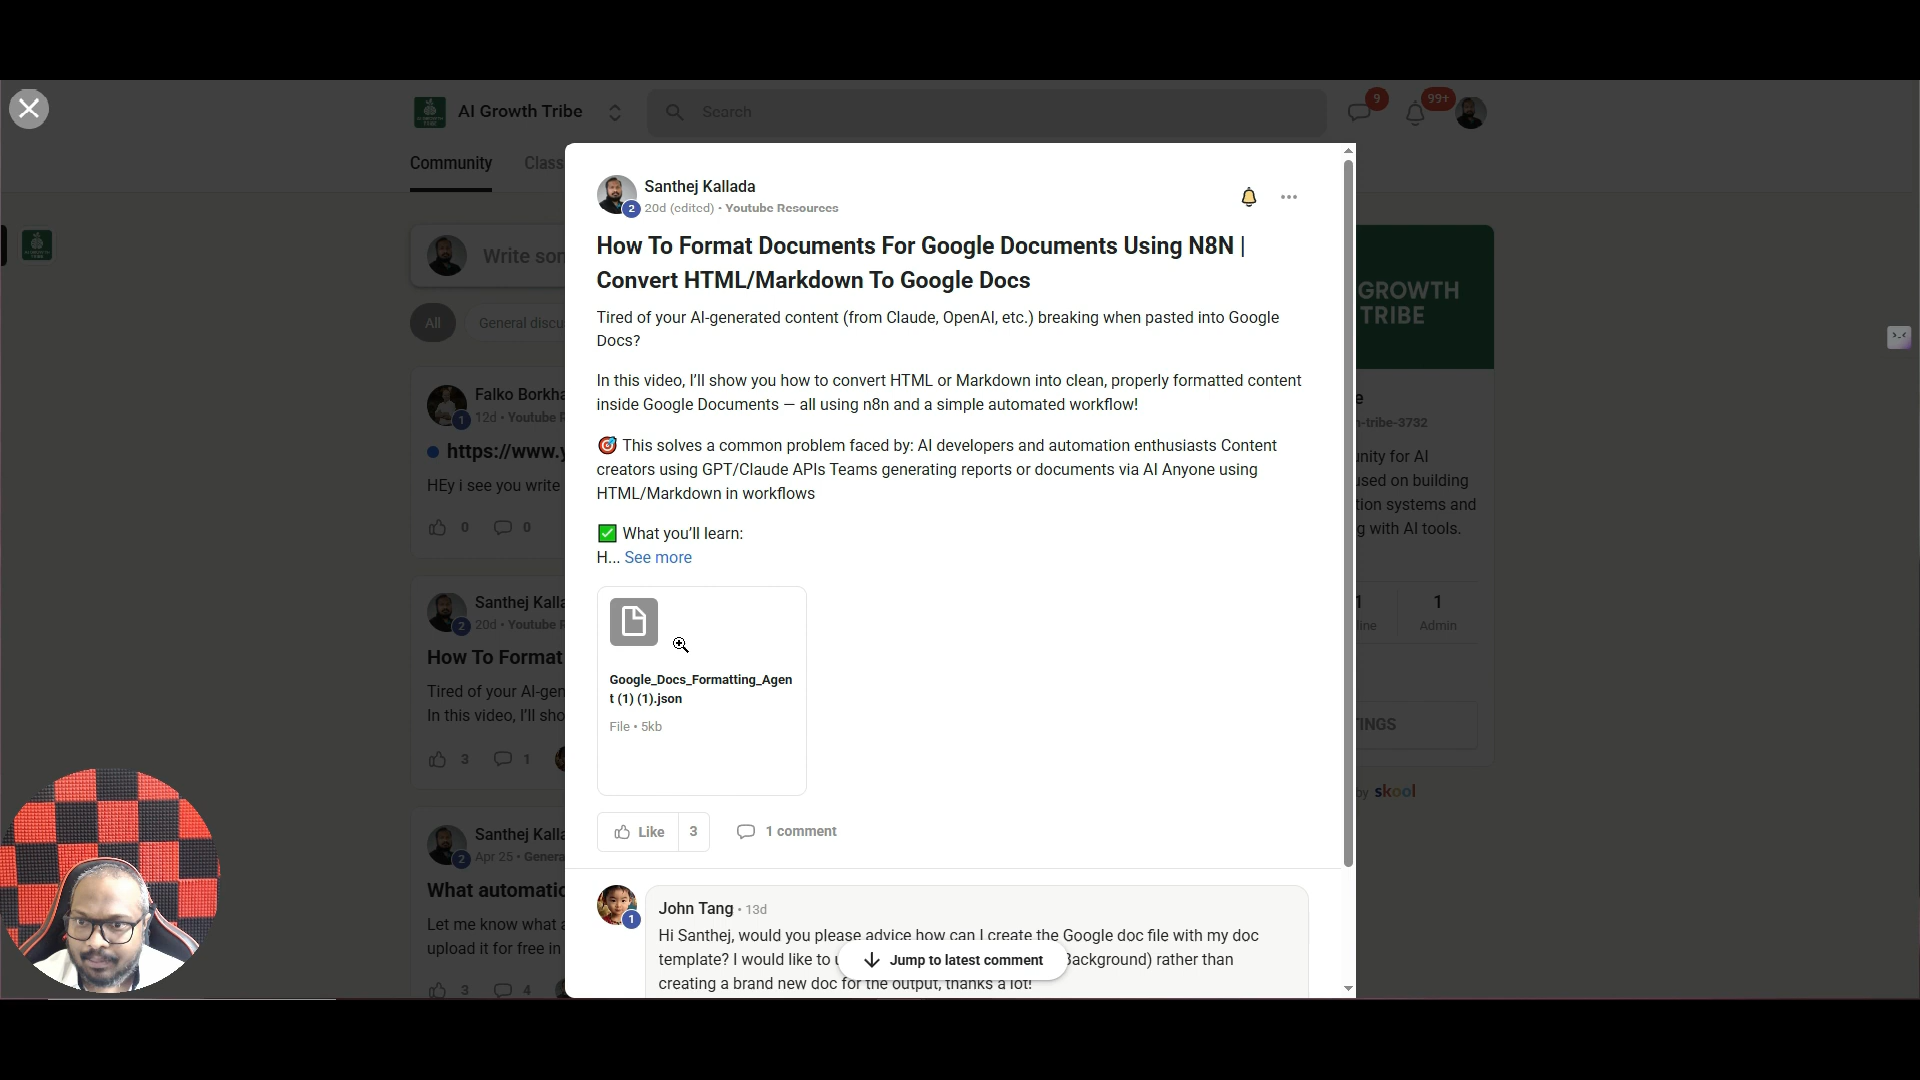 AI Growth Tribe
Search
9
99+
Community
Class
Santhej Kallada
2
20d (edited) • Youtube Resources
How To Format Documents For Google Documents Using N8N |
Convert HTML/Markdown To Google Docs
Tired of your AI-generated content (from Claude, OpenAI, etc.) breaking when pasted into Google
Docs?
In this video, I'll show you how to convert HTML or Markdown into clean, properly formatted content
inside Google Documents — all using n8n and a simple automated workflow!
🎯 This solves a common problem faced by: AI developers and automation enthusiasts Content
creators using GPT/Claude APIs Teams generating reports or documents via AI Anyone using
HTML/Markdown in workflows
✅ What you'll learn:
H... See more
Google_Docs_Formatting_Agen
t (1) (1).json
File • 5kb
Like 3
1 comment
John Tang • 13d
1
Hi Santhej, would you please advice how can I create the Google doc file with my doc
template? I would like to Background) rather than
creating a brand new doc for the output, thanks a lot!
Jump to latest comment
Write som
All
General discu
Falko Borkha
1
12d • Youtube R
https://www.y
HEy i see you write
0
0
Santhej Kalla
2
20d • Youtube R
How To Format
Tired of your AI-gen
In this video, I'll sho
3
1
Santhej Kalla
2
Apr 25 • Genera
What automatio
Let me know what a
upload it for free in
3
4
GROWTH
TRIBE
e
n-tribe-3732
unity for AI
used on building
tion systems and
g with AI tools.
1
line
1
Admin
TINGS
by skool